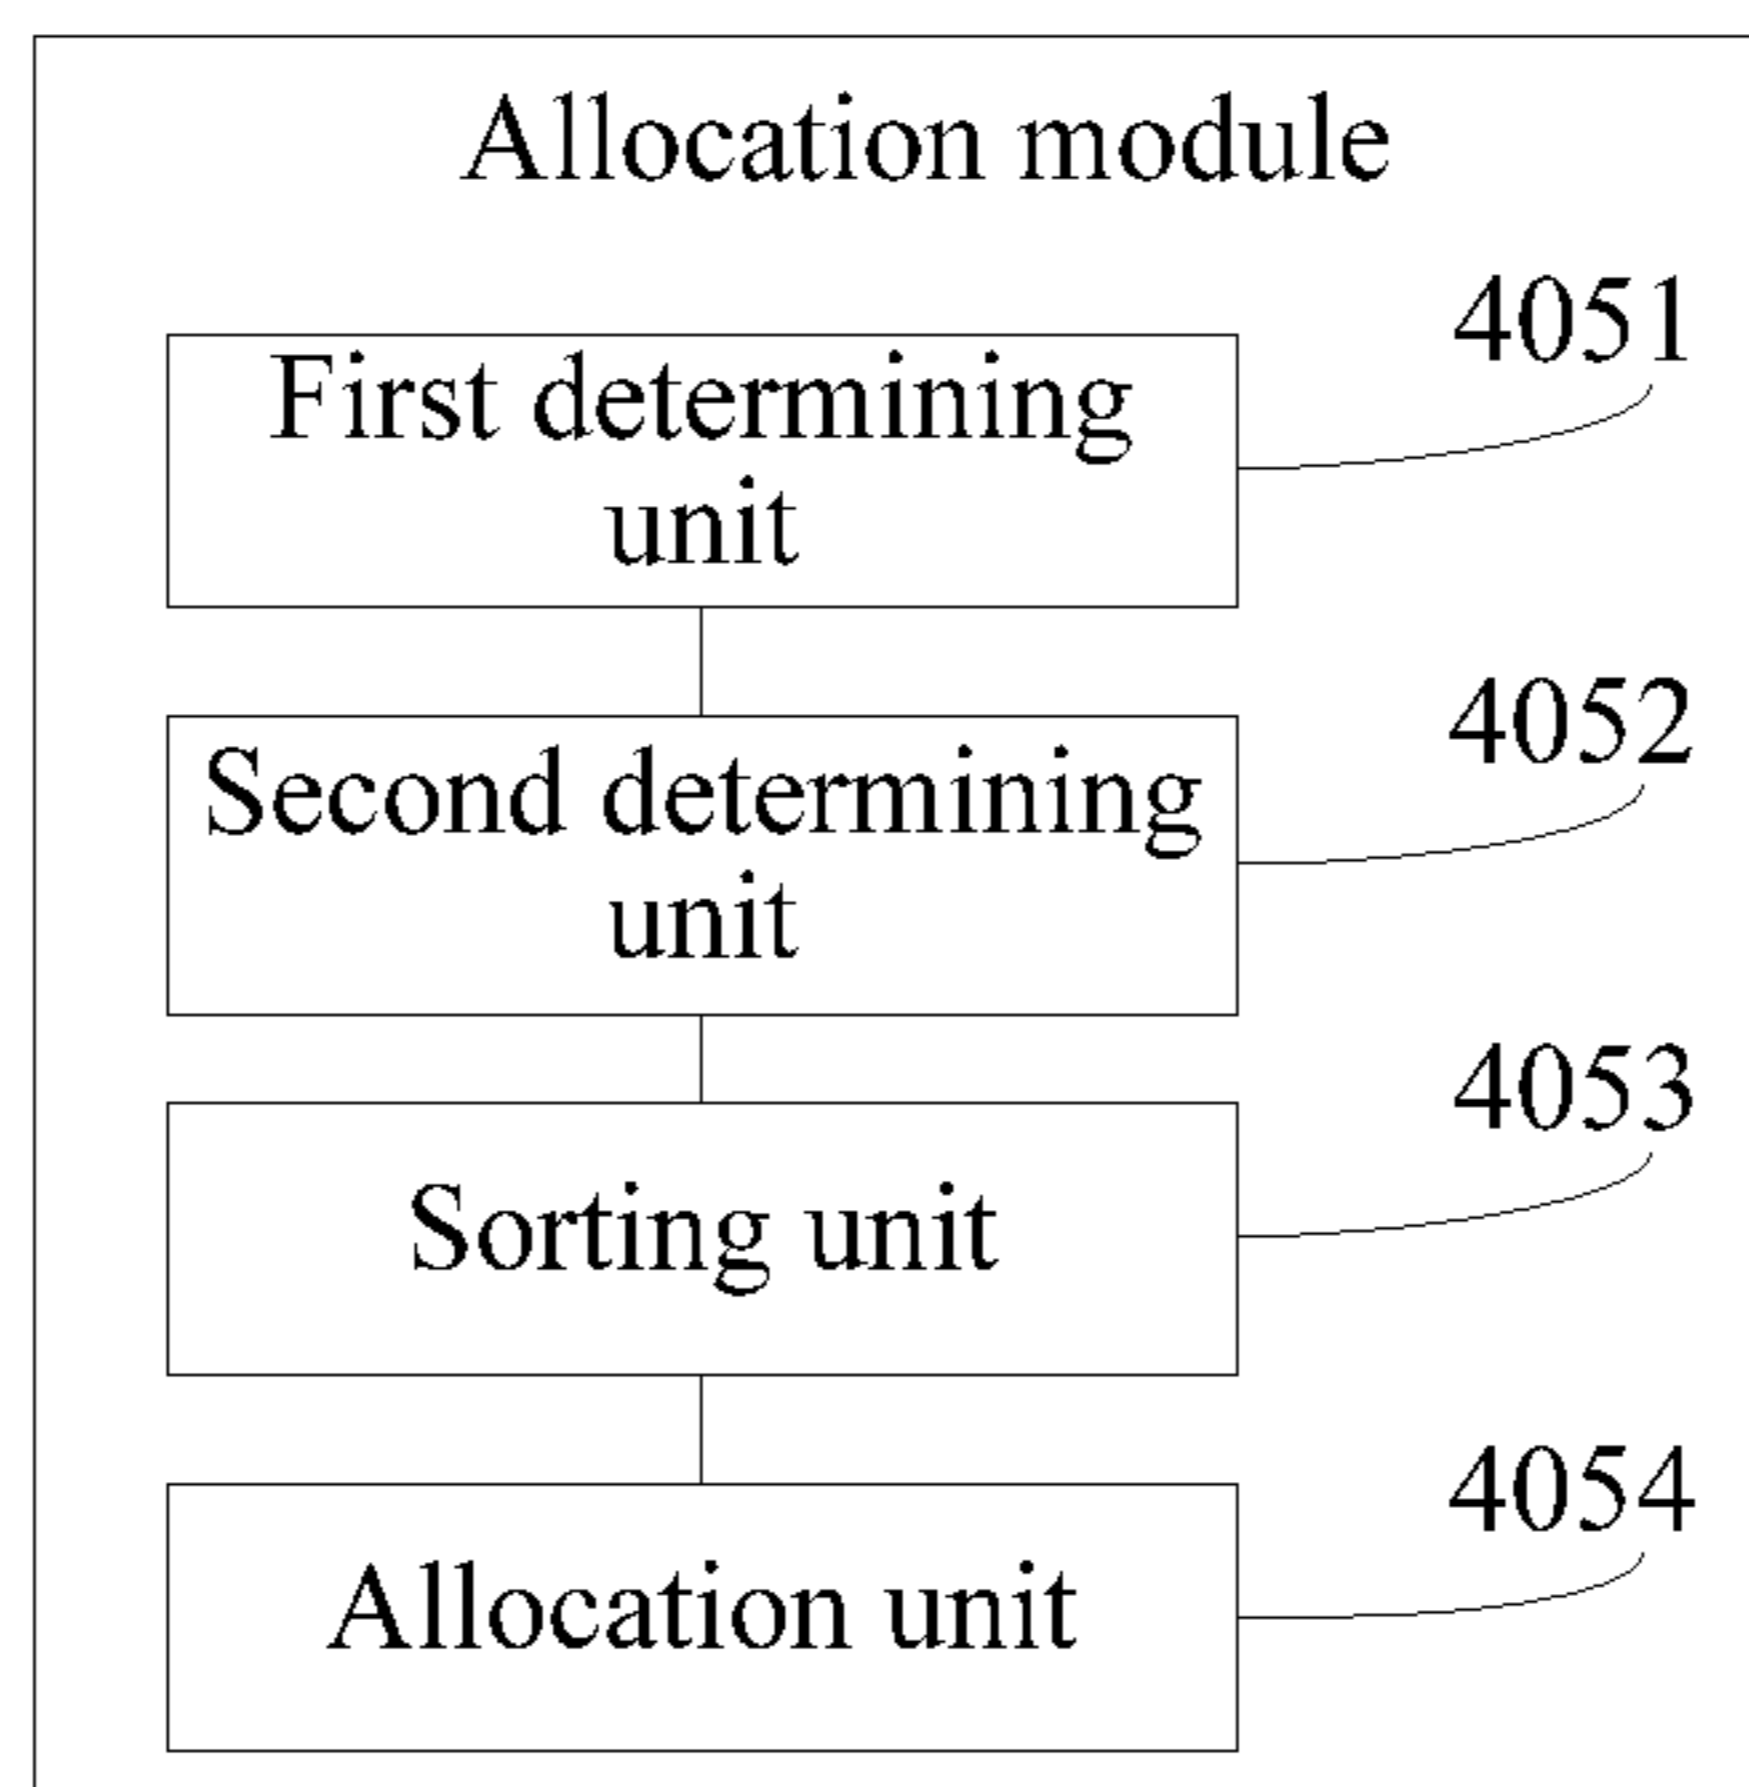 Allocation module
4051
First determining
unit
4052
Second determining
unit
4053
Sorting unit
4054
Allocation unit